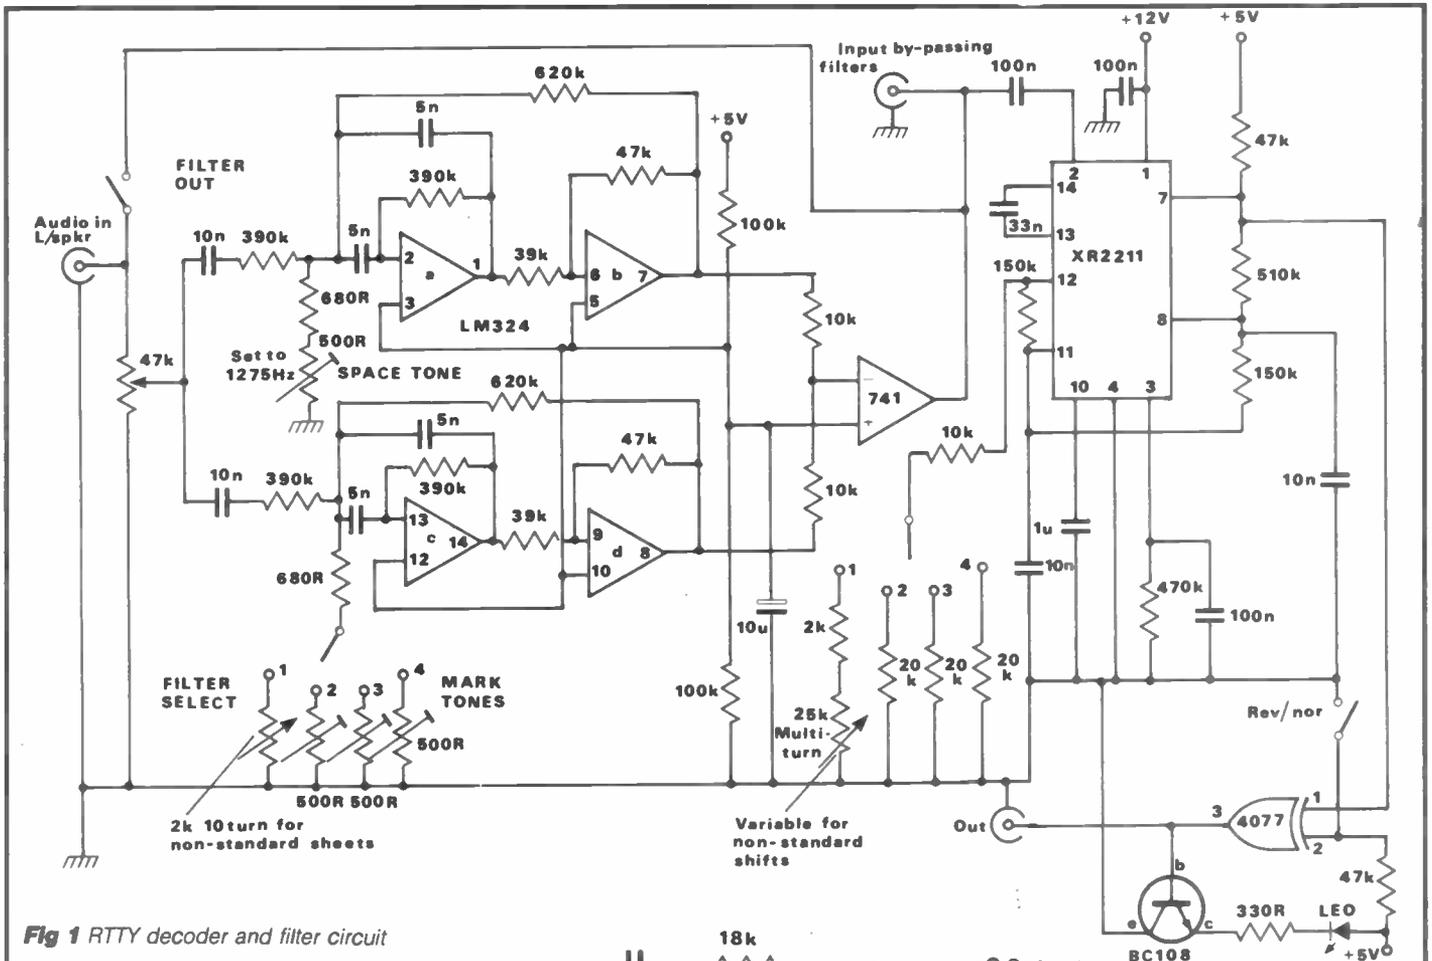 +12V
+5V
Input by-passing
filters
100n
100n
620k
5n
+5V
47k
47k
FILTER
OUT
390k
2
1
14
7
Audio in
L/spkr
10n
390k
5n
100k
33n
13
XR2211
2
a
1
39k
6
b
7
150k
12
510k
680R
3
5
LM324
10k
8
Set to
1275Hz
500R
SPACE TONE
11
47k
620k
741
−
+
10
4
3
150k
5n
47k
10k
10n
390k
390k
10k
10n
5n
13
c
14
39k
9
d
8
12
10
1u
10n
680R
1
2
3
4
470k
100n
10u
2k
20
k
20
k
20
k
FILTER
SELECT
1
2
3
4
MARK
TONES
100k
25k
Multi-
turn
Rev/nor
500R
500R
500R
2k 10turn for
non-standard sheets
Variable for
non-standard
shifts
Out
3
4077
1
2
b
47k
e
c
330R
LEO
BC108
+5V
Fig 1 RTTY decoder and filter circuit
18k